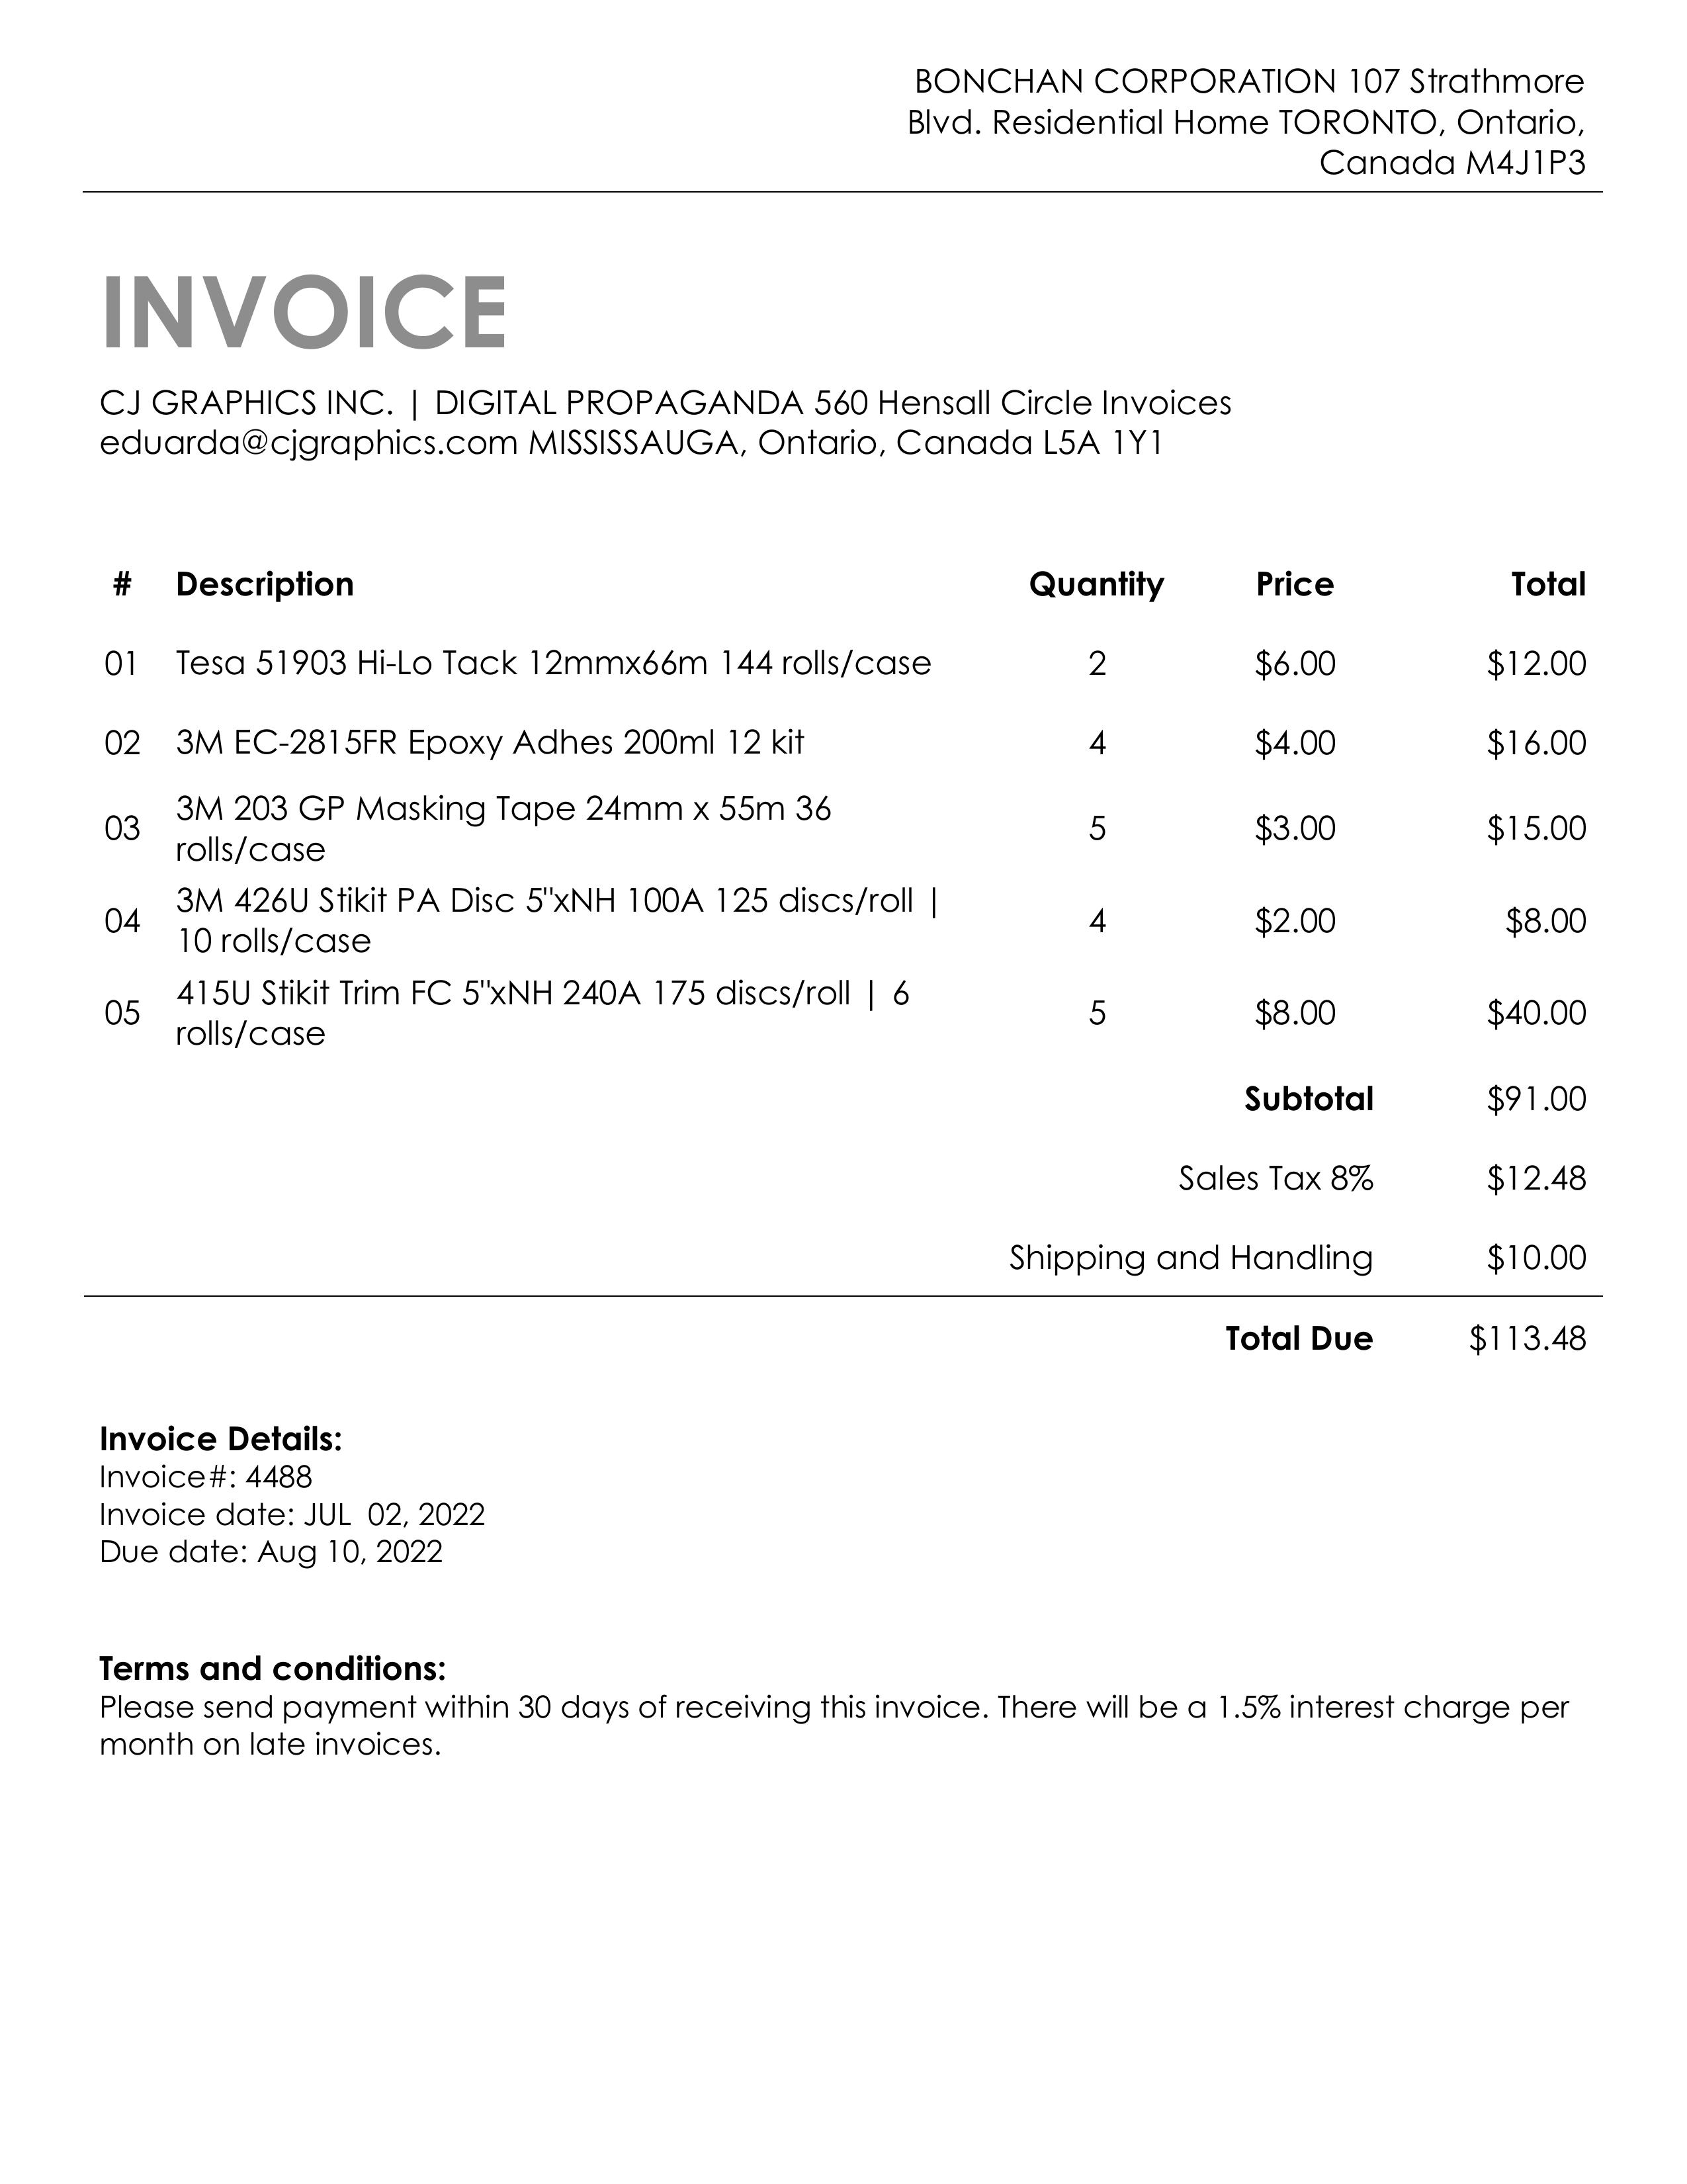 BONCHAN CORPORATION 107 Strathmore
Blvd. Residential Home TORONTO, Ontario,
Canada M4J1P3
INVOICE
CJ GRAPHICS INC. | DIGITAL PROPAGANDA 560 Hensall Circle Invoices
eduarda@cjgraphics.com MISSISSAUGA, Ontario, Canada L5A 1Y1
# Description Quantity Price Total
01 Tesa 51903 Hi-Lo Tack 12mmx66m 144 rolls/case 2 $6.00 $12.00
02 3M EC-2815FR Epoxy Adhes 200ml 12 kit 4 $4.00 $16.00
03 3M 203 GP Masking Tape 24mm x 55m 36
rolls/case 5 $3.00 $15.00
04 3M 426U Stikit PA Disc 5"xNH 100A 125 discs/roll |
10 rolls/case 4 $2.00 $8.00
05 415U Stikit Trim FC 5"xNH 240A 175 discs/roll | 6
rolls/case 5 $8.00 $40.00
Subtotal $91.00
Sales Tax 8% $12.48
Shipping and Handling $10.00
Total Due $113.48
Invoice Details:
Invoice#: 4488
Invoice date: JUL  02, 2022
Due date: Aug 10, 2022
Terms and conditions:
Please send payment within 30 days of receiving this invoice. There will be a 1.5% interest charge per
month on late invoices.